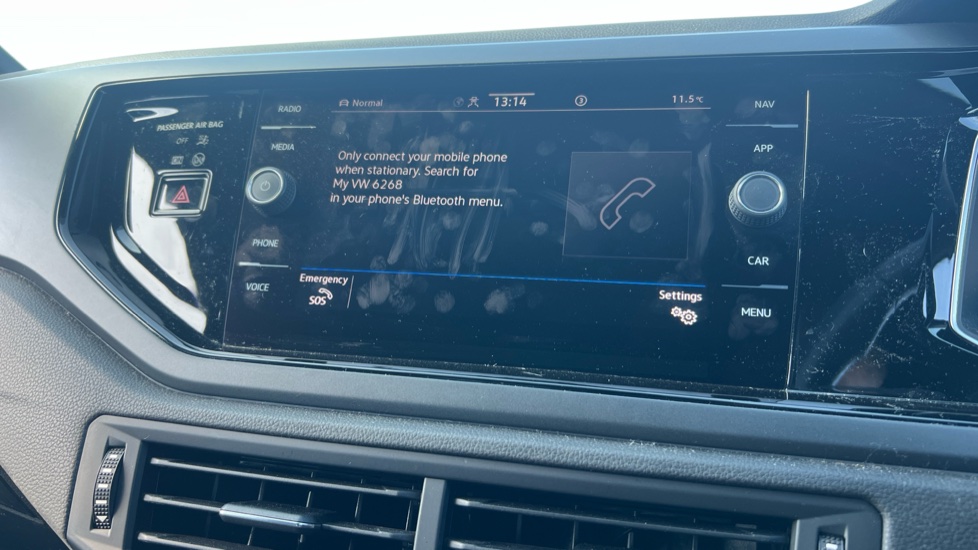 PASSENGER AIR BAG
OFF
RADIO
MEDIA
PHONE
VOICE
Normal
13:14
3
11.5°C
Only connect your mobile phone
when stationary. Search for
My VW 6268
in your phone's Bluetooth menu.
Emergency
SOS
Settings
NAV
APP
CAR
MENU